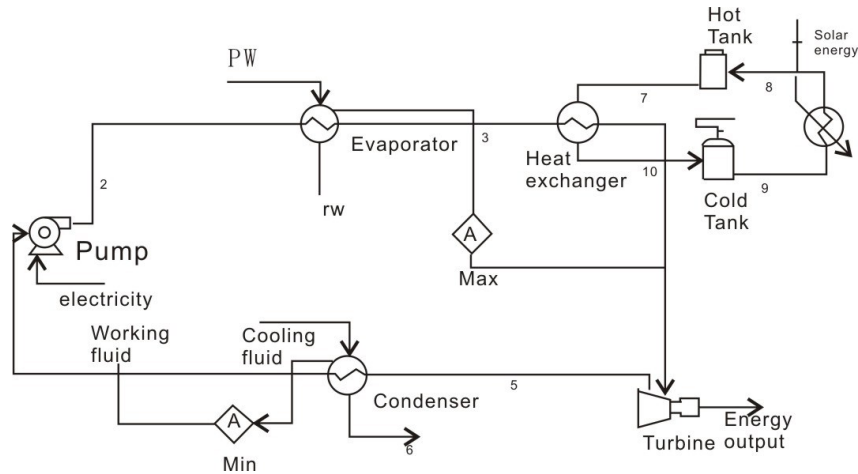 Hot
Tank
Solar
energy
PW
7
8
Evaporator
3
Heat
exchanger
10
Cold
Tank
9
2
rw
A
Max
Pump
electricity
Working
fluid
Cooling
fluid
5
Condenser
A
Min
6
Turbine
Energy
output